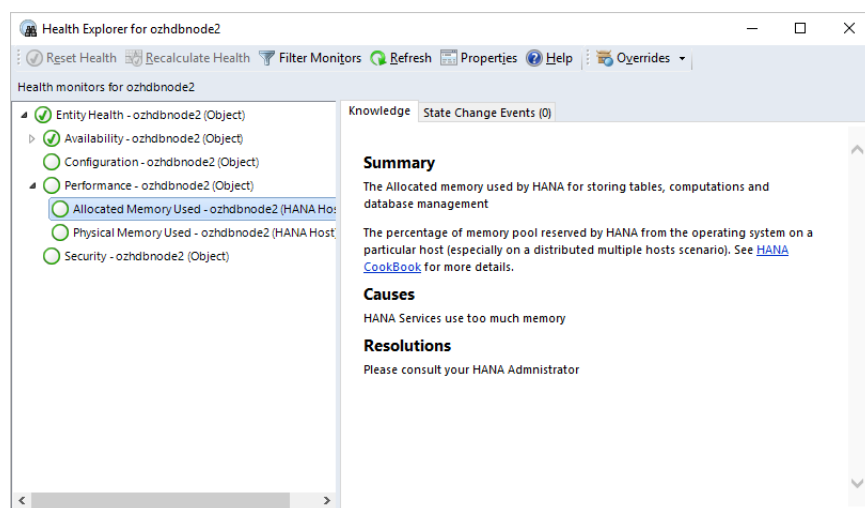 Health Explorer for ozhdbnode2
Reset Health Recalculate Health Filter Monitors Refresh Properties Help Overrides
Health monitors for ozhdbnode2
Entity Health - ozhdbnode2 (Object)
Availability - ozhdbnode2 (Object)
Configuration - ozhdbnode2 (Object)
Performance - ozhdbnode2 (Object)
Allocated Memory Used - ozhdbnode2 (HANA Hos
Physical Memory Used - ozhdbnode2 (HANA Host
Security - ozhdbnode2 (Object)
Knowledge State Change Events (0)
Summary
The Allocated memory used by HANA for storing tables, computations and
database management
The percentage of memory pool reserved by HANA from the operating system on a
particular host (especially on a distributed multiple hosts scenario). See HANA
CookBook for more details.
Causes
HANA Services use too much memory
Resolutions
Please consult your HANA Admnistrator